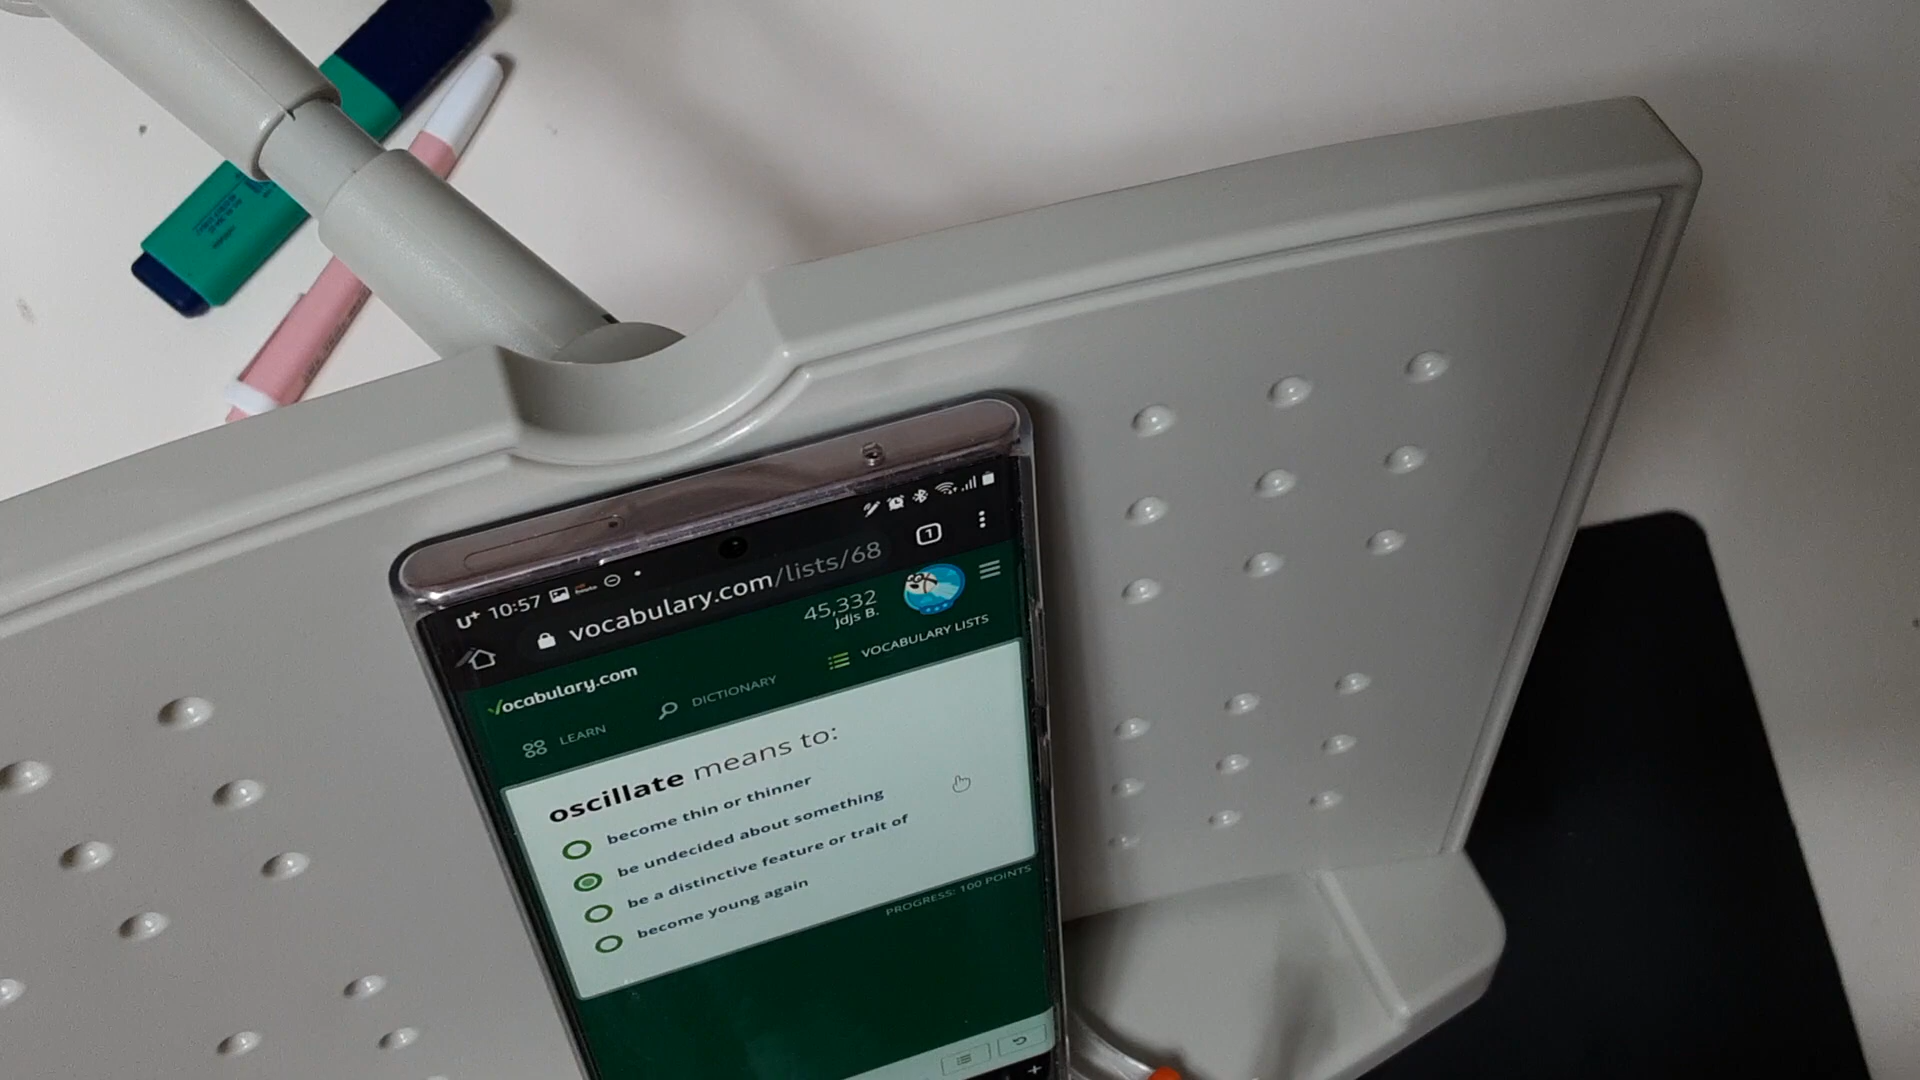 U+ 10:57
1
vocabulary.com/lists/68
45,332
jdjs B.
vocabulary.com
LEARN
DICTIONARY
VOCABULARY LISTS
oscillate means to:
become thin or thinner
be undecided about something
be a distinctive feature or trait of
become young again
PROGRESS: 100 POINTS